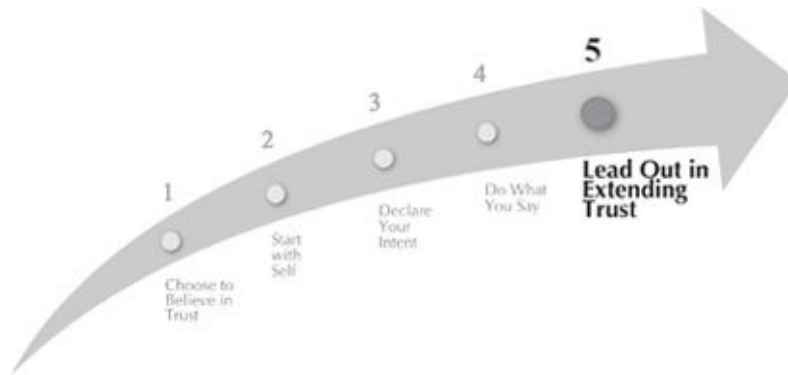 1
Choose to
Believe in
Trust
2
Start
with
Self
3
Declare
Your
Intent
4
Do What
You Say
5
Lead Out in
Extending
Trust